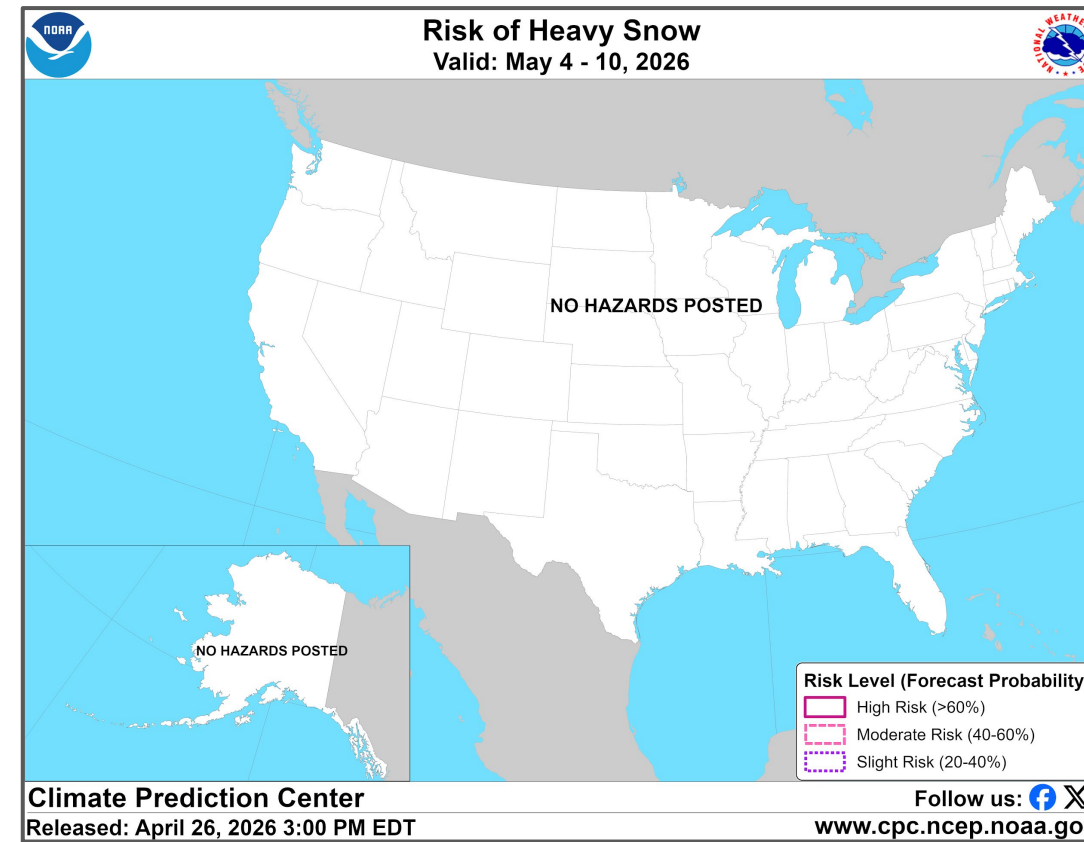 NOAA
Risk of Heavy Snow
Valid: May 4 - 10, 2026
NATIONAL WEATHE
NO HAZARDS POSTED
NO HAZARDS POSTED
Risk Level (Forecast Probability
High Risk (>60%)
Moderate Risk (40-60%)
Slight Risk (20-40%)
Climate Prediction Center
Follow us:
Released: April 26, 2026 3:00 PM EDT
www.cpc.ncep.noaa.go